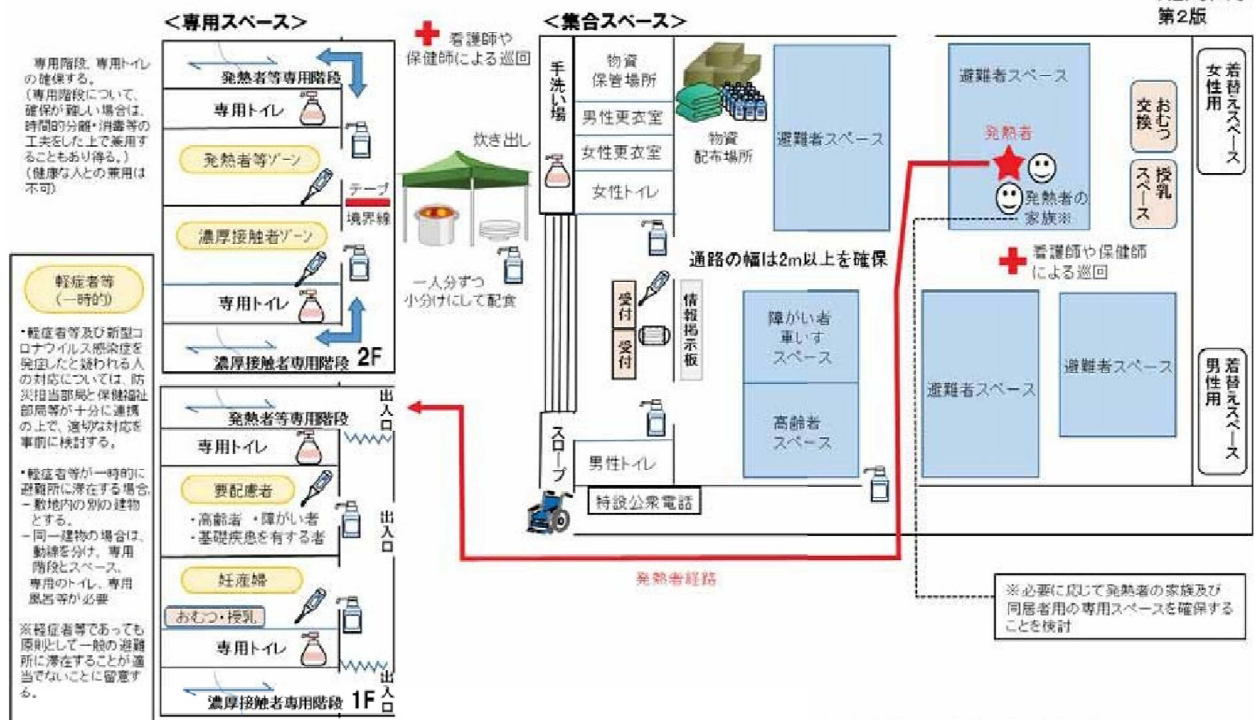 第2版
<専用スペース>
専用階段、専用トイレ
の確保する。
(専用階段について、
確保が難しい場合は、
時間的分離・消毒等の
工夫をした上で兼用す
ることもあり得る。)
(健康な人との兼用は
不可)
発熱者等専用階段
専用トイレ
発熱者等ゾーン
テープ
境界線
濃厚接触者ゾーン
専用トイレ
濃厚接触者専用階段
2F
軽症者等
(一時的)
・軽症者等及び新型コ
ロナウイルス感染症を
発症したと疑われる人
の対応については、防
災担当部局と保健福祉
部局等が十分に連携
の上で、適切な対応を
事前に検討する。
・軽症者等が一時的に
避難所に滞在する場合、
-敷地内の別の建物
とする。
-同一建物の場合は、
動線を分け、専用
階段とスペース、
専用のトイレ、専用
風呂等が必要
※軽症者等であっても
原則として一般の避難
所に滞在することが適
当でないことに留意す
る。
発熱者等専用階段
出入口
専用トイレ
要配慮者
・高齢者 ・障がい者
・基礎疾患を有する者
出入口
妊産婦
おむつ・授乳
専用トイレ
濃厚接触者専用階段
1F
出入口
看護師や
保健師による巡回
炊き出し
一人分ずつ
小分けにして配食
<集合スペース>
手洗い場
物資
保管場所
男性更衣室
女性更衣室
女性トイレ
物資
配布場所
避難者スペース
避難者スペース
発熱者
発熱者の
家族※
おむつ
交換
授乳
スペース
着替えスペース
女性用
通路の幅は2m以上を確保
看護師や保健師
による巡回
受付
受付
情報掲示板
障がい者
車いす
スペース
高齢者
スペース
避難者スペース
避難者スペース
着替えスペース
男性用
スロープ
男性トイレ
特設公衆電話
発熱者経路
※必要に応じて発熱者の家族及び
同居者用の専用スペースを確保する
ことを検討